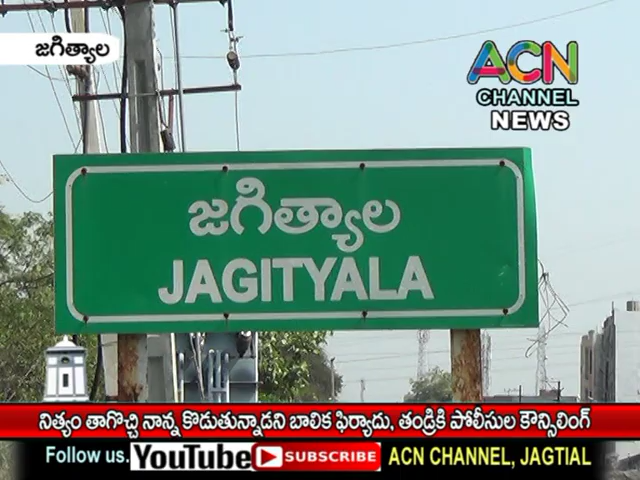 జగిత్యాల
ACN
CHANNEL
NEWS
జగిత్యాల
JAGITYALA
నిత్యం తాగొచ్చి నాన్న కొడుతున్నాడని బాలిక ఫిర్యాదు, తండ్రికి పోలీసుల కౌన్సిలింగ్
Follow us. YouTube SUBSCRIBE ACN CHANNEL, JAGTIAL